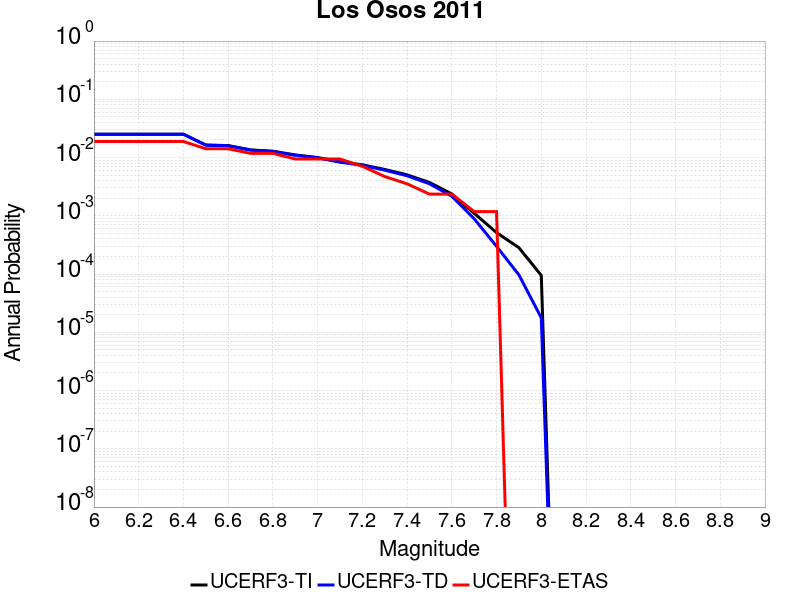 Los Osos 2011
10^0
10^-1
10^-2
10^-3
10^-4
10^-5
10^-6
10^-7
10^-8
Annual Probability
6 6.2 6.4 6.6 6.8 7 7.2 7.4 7.6 7.8 8 8.2 8.4 8.6 8.8 9
Magnitude
UCERF3-TI UCERF3-TD UCERF3-ETAS